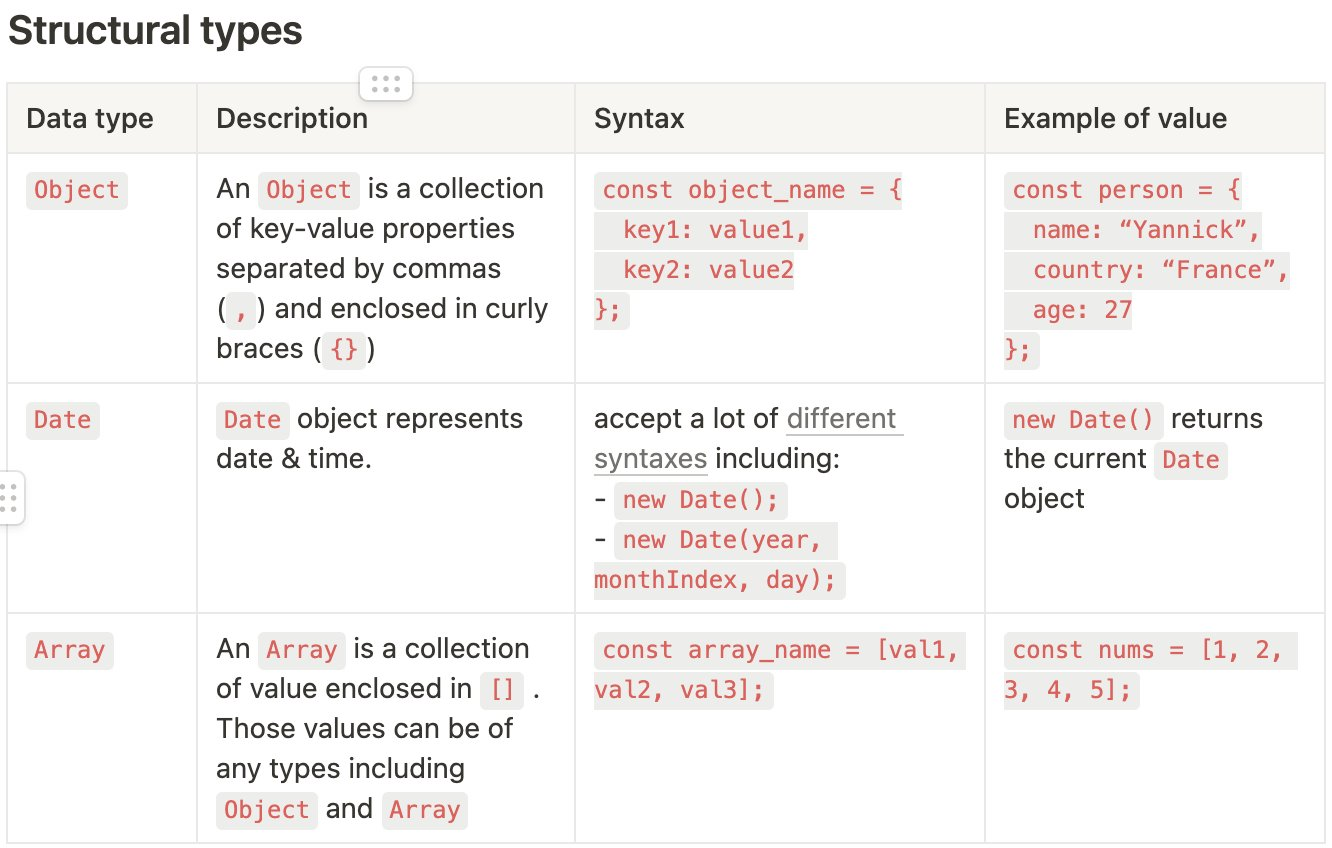 Structural types
Data type
Description
Syntax
Example of value
Object
An Object is a collection
of key-value properties
separated by commas
(,) and enclosed in curly
braces ({})
const object_name = {
  key1: value1,
  key2: value2
};
const person = {
  name: “Yannick”,
  country: “France”,
  age: 27
};
Date
Date object represents
date & time.
accept a lot of different
syntaxes including:
- new Date();
- new Date(year,
monthIndex, day);
new Date() returns
the current Date
object
Array
An Array is a collection
of value enclosed in [] .
Those values can be of
any types including
Object and Array
const array_name = [val1,
val2, val3];
const nums = [1, 2,
3, 4, 5];